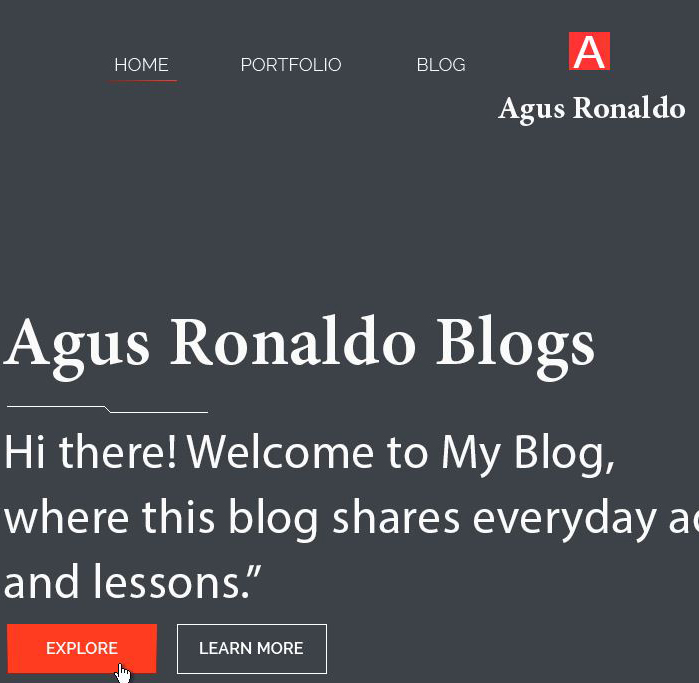 HOME PORTFOLIO BLOG
A
Agus Ronaldo
Agus Ronaldo Blogs
Hi there! Welcome to My Blog,
where this blog shares everyday
and lessons.”
EXPLORE LEARN MORE